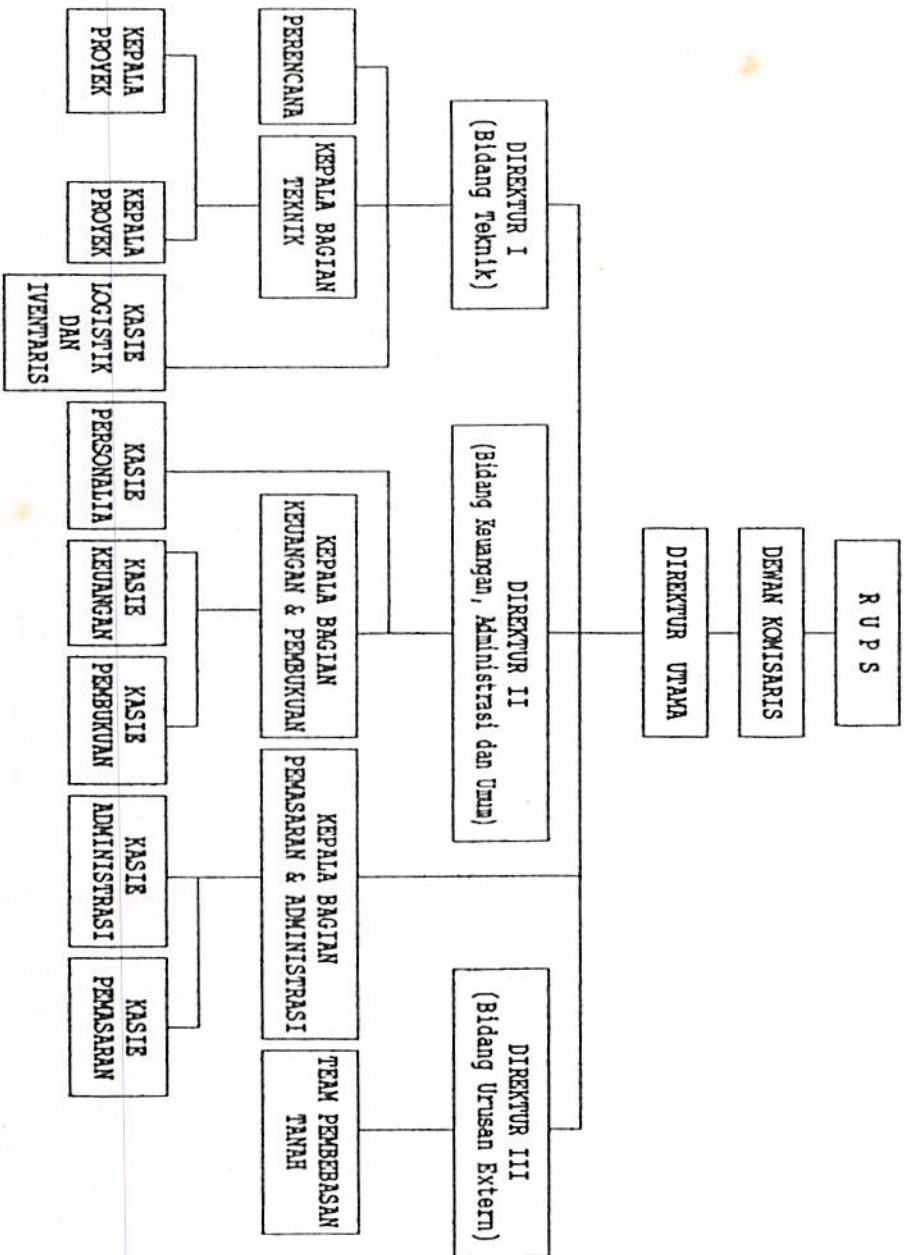 R U P S
DEWAN KOMISARIS
DIREKTUR UTAMA
DIREKTUR I
(Bidang Teknik)
DIREKTUR II
(Bidang Keuangan, Administrasi dan Umum)
DIREKTUR III
(Bidang Urusan Extern)
PERENCANA
KEPALA BAGIAN
TEKNIK
KEPALA BAGIAN
KEUANGAN & PEMBUKUAN
KEPALA BAGIAN
PEMASARAN & ADMINISTRASI
TEAM PEMBEBASAN
TANAH
KEPALA
PROYEK
KEPALA
PROYEK
KASIE
LOGISTIK
DAN
IVENTARIS
KASIE
PERSONALIA
KASIE
KEUANGAN
KASIE
PEMBUKUAN
KASIE
ADMINISTRASI
KASIE
PEMASARAN